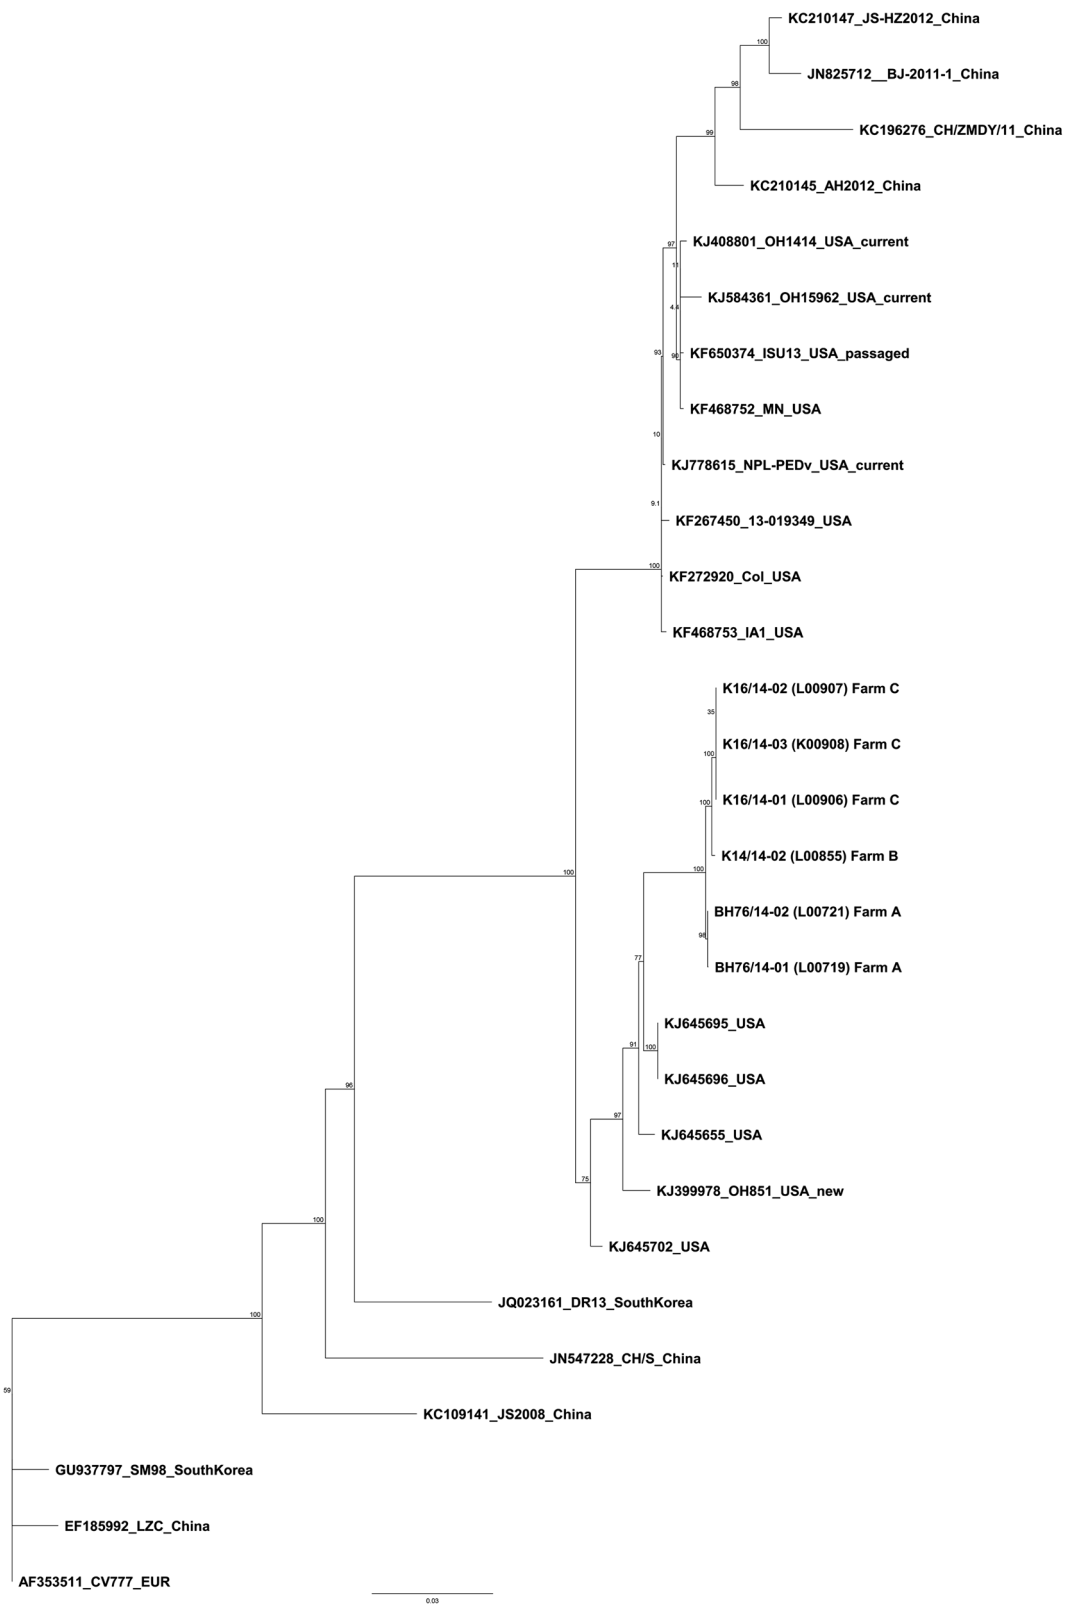 KC210147_JS-HZ2012_China
100
JN825712__BJ-2011-1_China
98
KC196276_CH/ZMDY/11_China
99
KC210145_AH2012_China
KJ408801_OH1414_USA_current
97
11
KJ584361_OH15962_USA_current
4.4
KF650374_ISU13_USA_passaged
93
90
KF468752_MN_USA
10
KJ778615_NPL-PEDv_USA_current
9.1
KF267450_13-019349_USA
100
KF272920_Col_USA
KF468753_IA1_USA
K16/14-02 (L00907) Farm C
35
K16/14-03 (K00908) Farm C
100
K16/14-01 (L00906) Farm C
100
K14/14-02 (L00855) Farm B
100
100
BH76/14-02 (L00721) Farm A
98
77
BH76/14-01 (L00719) Farm A
KJ645695_USA
91
100
KJ645696_USA
96
97
KJ645655_USA
75
KJ399978_OH851_USA_new
100
KJ645702_USA
JQ023161_DR13_SouthKorea
100
JN547228_CH/S_China
59
KC109141_JS2008_China
GU937797_SM98_SouthKorea
EF185992_LZC_China
AF353511_CV777_EUR
0.03